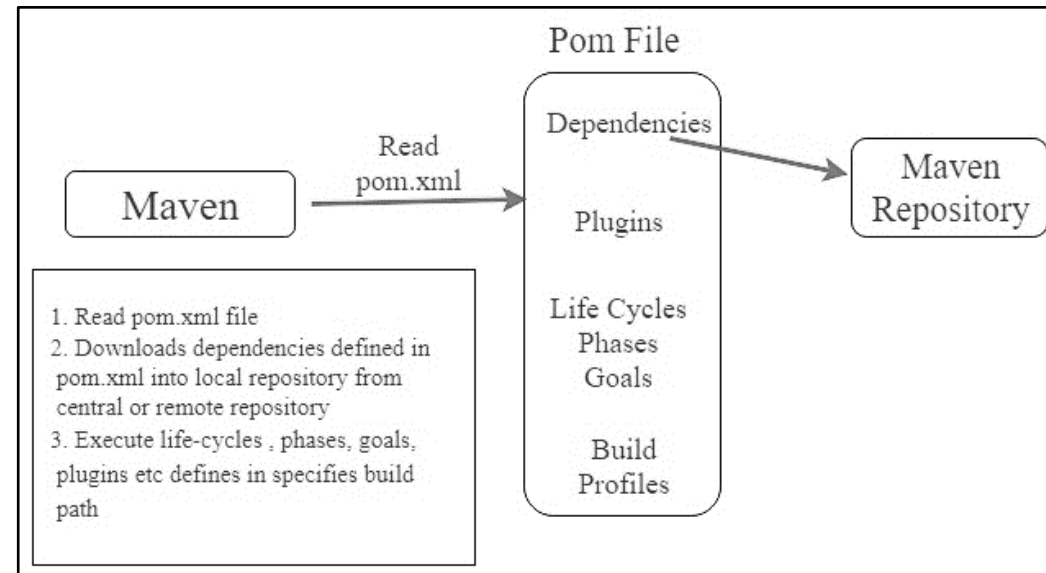 Pom File
Dependencies
Read
pom.xml
Maven
Repository
Maven
Plugins
Life Cycles
Phases
Goals
Build
Profiles
1. Read pom.xml file
2. Downloads dependencies defined in
pom.xml into local repository from
central or remote repository
3. Execute life-cycles , phases, goals,
plugins etc defines in specifies build
path